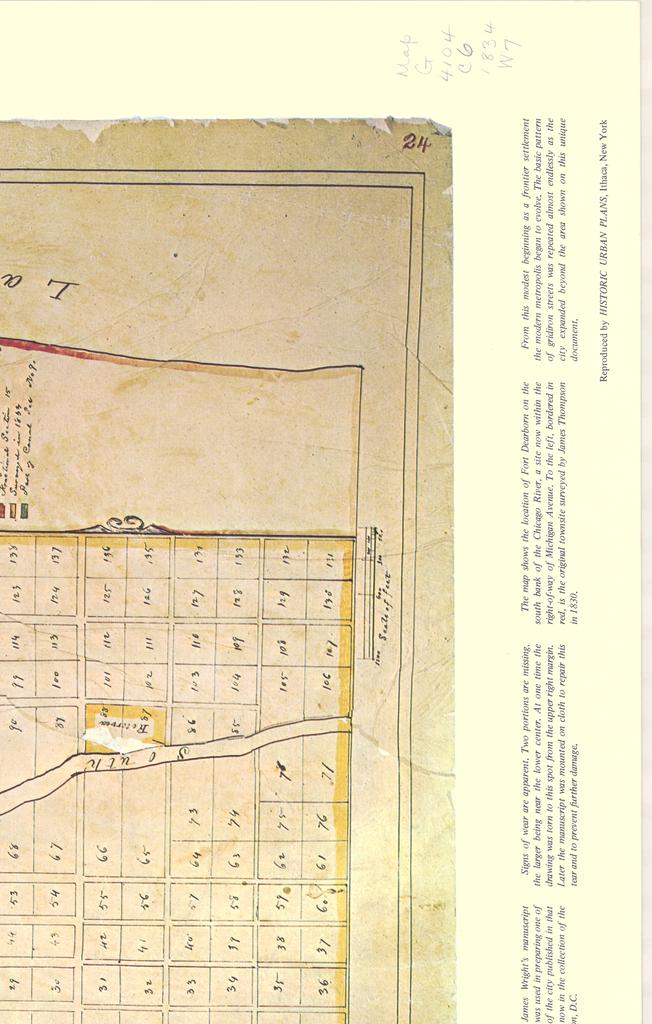 Map
G
4104
C6
1834
W7
24
James Wright's manuscript
was used in preparing one of
of the city published in that
now in the collection of the
n, D.C.
Signs of wear are apparent. Two portions are missing,
the larger being near the lower center. At one time the
drawing was torn to this spot from the upper right margin.
Later the manuscript was mounted on cloth to repair this
tear and to prevent further damage.
The map shows the location of Fort Dearborn on the
south bank of the Chicago River, a site now within the
right-of-way of Michigan Avenue. To the left, bordered in
red, is the original townsite surveyed by James Thompson
in 1830.
From this modest beginning as a frontier settlement
the modern metropolis began to evolve. The basic pattern
of gridiron streets was repeated almost endlessly as the
city expanded beyond the area shown on this unique
document.
Reproduced by HISTORIC URBAN PLANS, Ithaca, New York
L a
Fractional Section 15
Surveyed in 1833
Part of Canal Sec No 9.
Scale of feet
138 137 136 135 134 133 132 131
123 124 125 126 127 128 129 130
114 113 112 111 110 109 108 107
99 100 101 102 103 104 105 106
90 89 88 87 86 85
Reserved
South
78 71
73 74 75 76
68 67 66 65 64 63 62 61
53 54 55 56 57 58 59 60
44 43 42 41 40 39 38 37
29 30 31 32 33 34 35 36